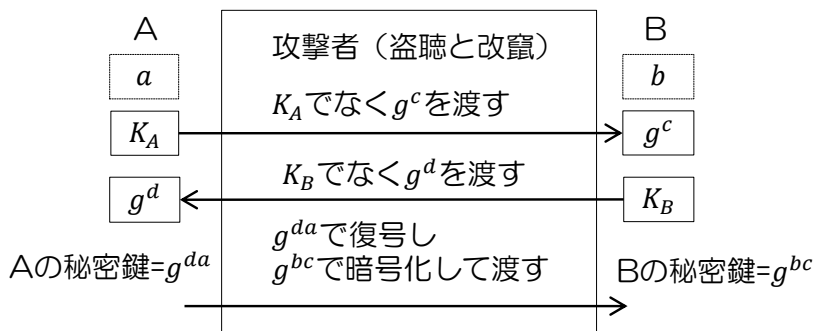 A
B
攻撃者（盗聴と改竄）
a
b
K_Aでなくg^cを渡す
K_A
g^c
K_Bでなくg^dを渡す
g^d
K_B
g^{da}で復号し
g^{bc}で暗号化して渡す
Aの秘密鍵=g^{da}
Bの秘密鍵=g^{bc}